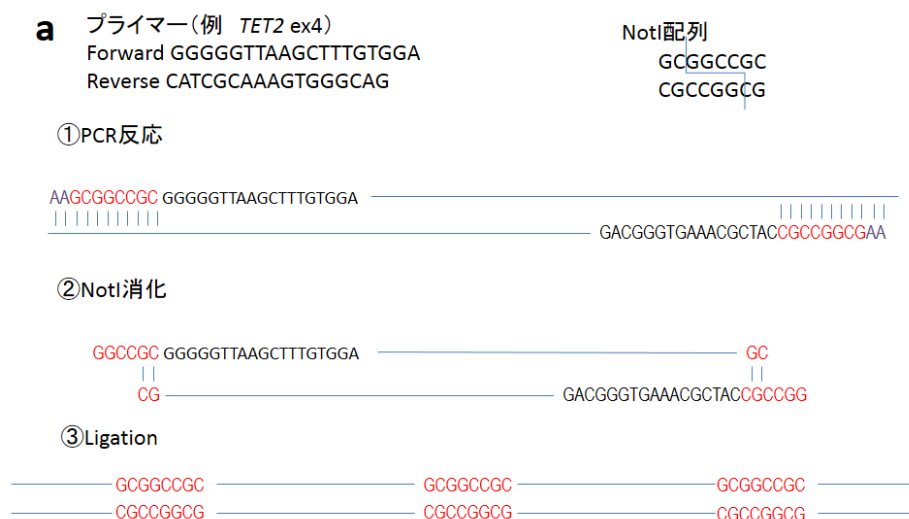 a
プライマー（例 TET2 ex4）
Forward GGGGGTTAAGCTTTGTGGA
Reverse CATCGCAAAGTGGGCAG
NotI配列
GCGGCCGC
CGCCGGCG
①PCR反応
AAGCGGCCGC GGGGGTTAAGCTTTGTGGA
GACGGGTGAAACGCTACCGCCGGCGAA
②NotI消化
GGCCGC GGGGGTTAAGCTTTGTGGA GC
CG GACGGGTGAAACGCTACCGCCGG
③Ligation
GCGGCCGC GCGGCCGC GCGGCCGC
CGCCGGCG CGCCGGCG CGCCGGCG